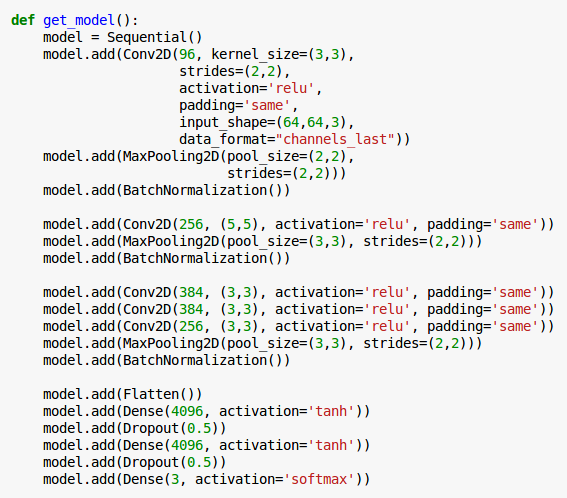 def get_model():
    model = Sequential()
    model.add(Conv2D(96, kernel_size=(3,3),
                     strides=(2,2),
                     activation='relu',
                     padding='same',
                     input_shape=(64,64,3),
                     data_format="channels_last"))
    model.add(MaxPooling2D(pool_size=(2,2),
                           strides=(2,2)))
    model.add(BatchNormalization())

    model.add(Conv2D(256, (5,5), activation='relu', padding='same'))
    model.add(MaxPooling2D(pool_size=(3,3), strides=(2,2)))
    model.add(BatchNormalization())

    model.add(Conv2D(384, (3,3), activation='relu', padding='same'))
    model.add(Conv2D(384, (3,3), activation='relu', padding='same'))
    model.add(Conv2D(256, (3,3), activation='relu', padding='same'))
    model.add(MaxPooling2D(pool_size=(3,3), strides=(2,2)))
    model.add(BatchNormalization())

    model.add(Flatten())
    model.add(Dense(4096, activation='tanh'))
    model.add(Dropout(0.5))
    model.add(Dense(4096, activation='tanh'))
    model.add(Dropout(0.5))
    model.add(Dense(3, activation='softmax'))